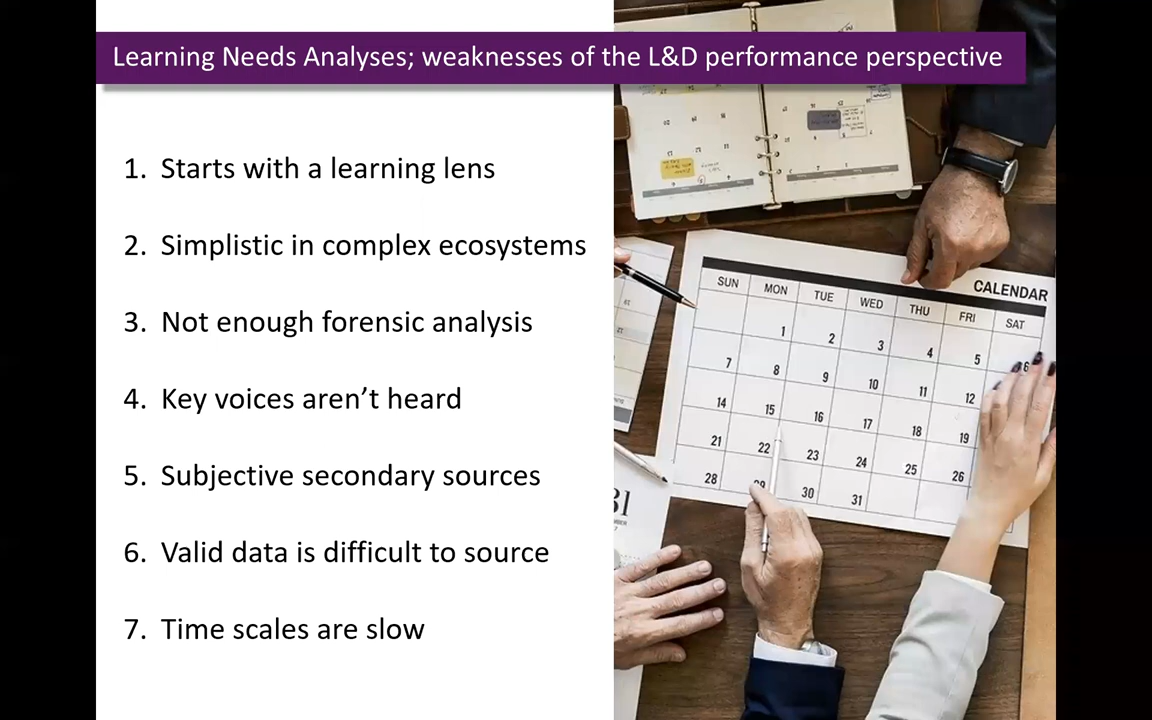 Learning Needs Analyses; weaknesses of the L&D performance perspective
1. Starts with a learning lens
2. Simplistic in complex ecosystems
3. Not enough forensic analysis
4. Key voices aren’t heard
5. Subjective secondary sources
6. Valid data is difficult to source
7. Time scales are slow
CALENDAR
SUN MON TUE WED THU FRI SAT
1 2 3 4 5 6
7 8 9 10 11 12
14 15 16 17 18 19
21 22 23 24 25 26
28 29 30 31
31